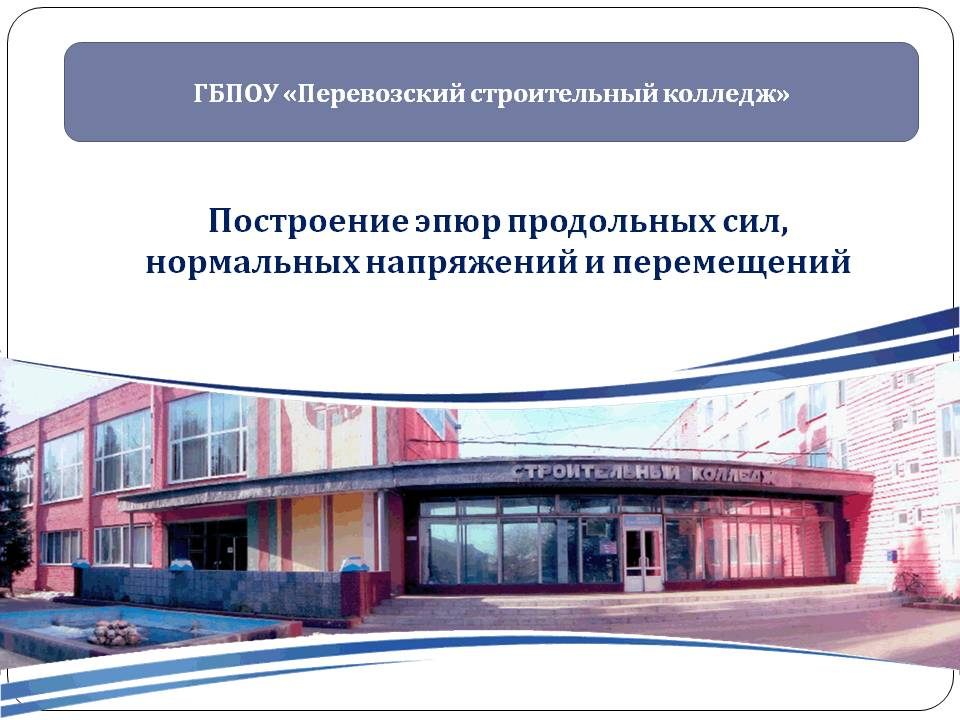 ГБПОУ «Перевозский строительный колледж»
Построение эпюр продольных сил,
нормальных напряжений и перемещений
СТРОИТЕЛЬНЫЙ КОЛЛЕДЖ